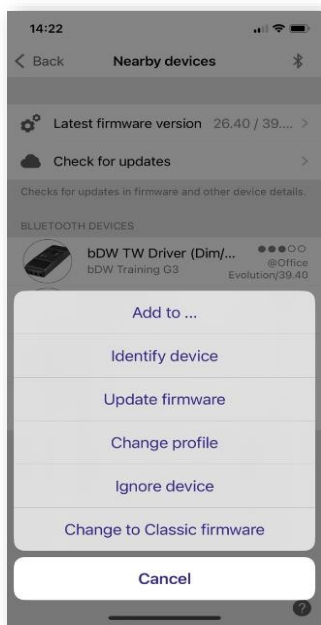 14:22
Back Nearby devices
Latest firmware version 26.40 / 39....
Check for updates
Checks for updates in firmware and other device details.
BLUETOOTH DEVICES
bDW TW Driver (Dim/...
bDW Training G3 @Office
Evolution/39.40
Add to ...
Identify device
Update firmware
Change profile
Ignore device
Change to Classic firmware
Cancel
?